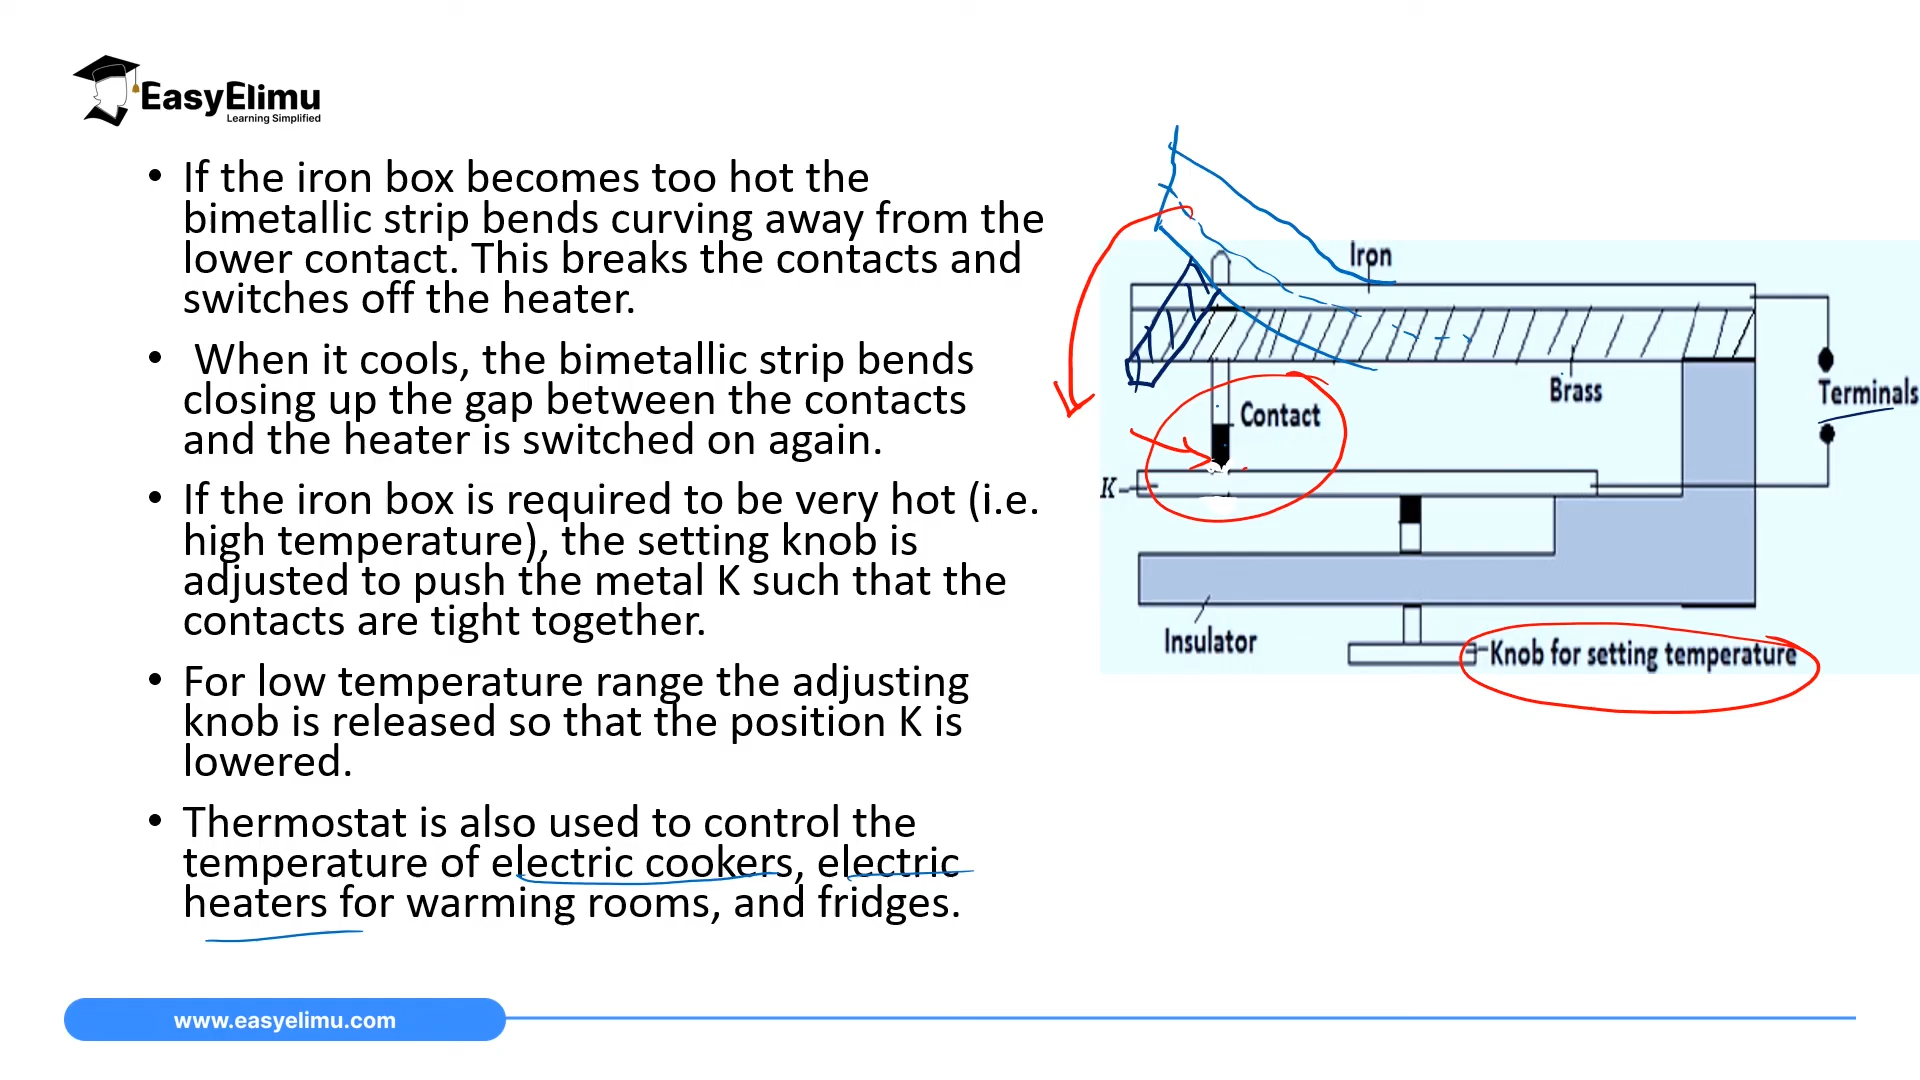 EasyElimu
Learning Simplified
• If the iron box becomes too hot the
bimetallic strip bends curving away from the
lower contact. This breaks the contacts and
switches off the heater.
• When it cools, the bimetallic strip bends
closing up the gap between the contacts
and the heater is switched on again.
• If the iron box is required to be very hot (i.e.
high temperature), the setting knob is
adjusted to push the metal K such that the
contacts are tight together.
• For low temperature range the adjusting
knob is released so that the position K is
lowered.
• Thermostat is also used to control the
temperature of electric cookers, electric
heaters for warming rooms, and fridges.
Iron
Brass
Contact
Terminals
K
Insulator
Knob for setting temperature
www.easyelimu.com